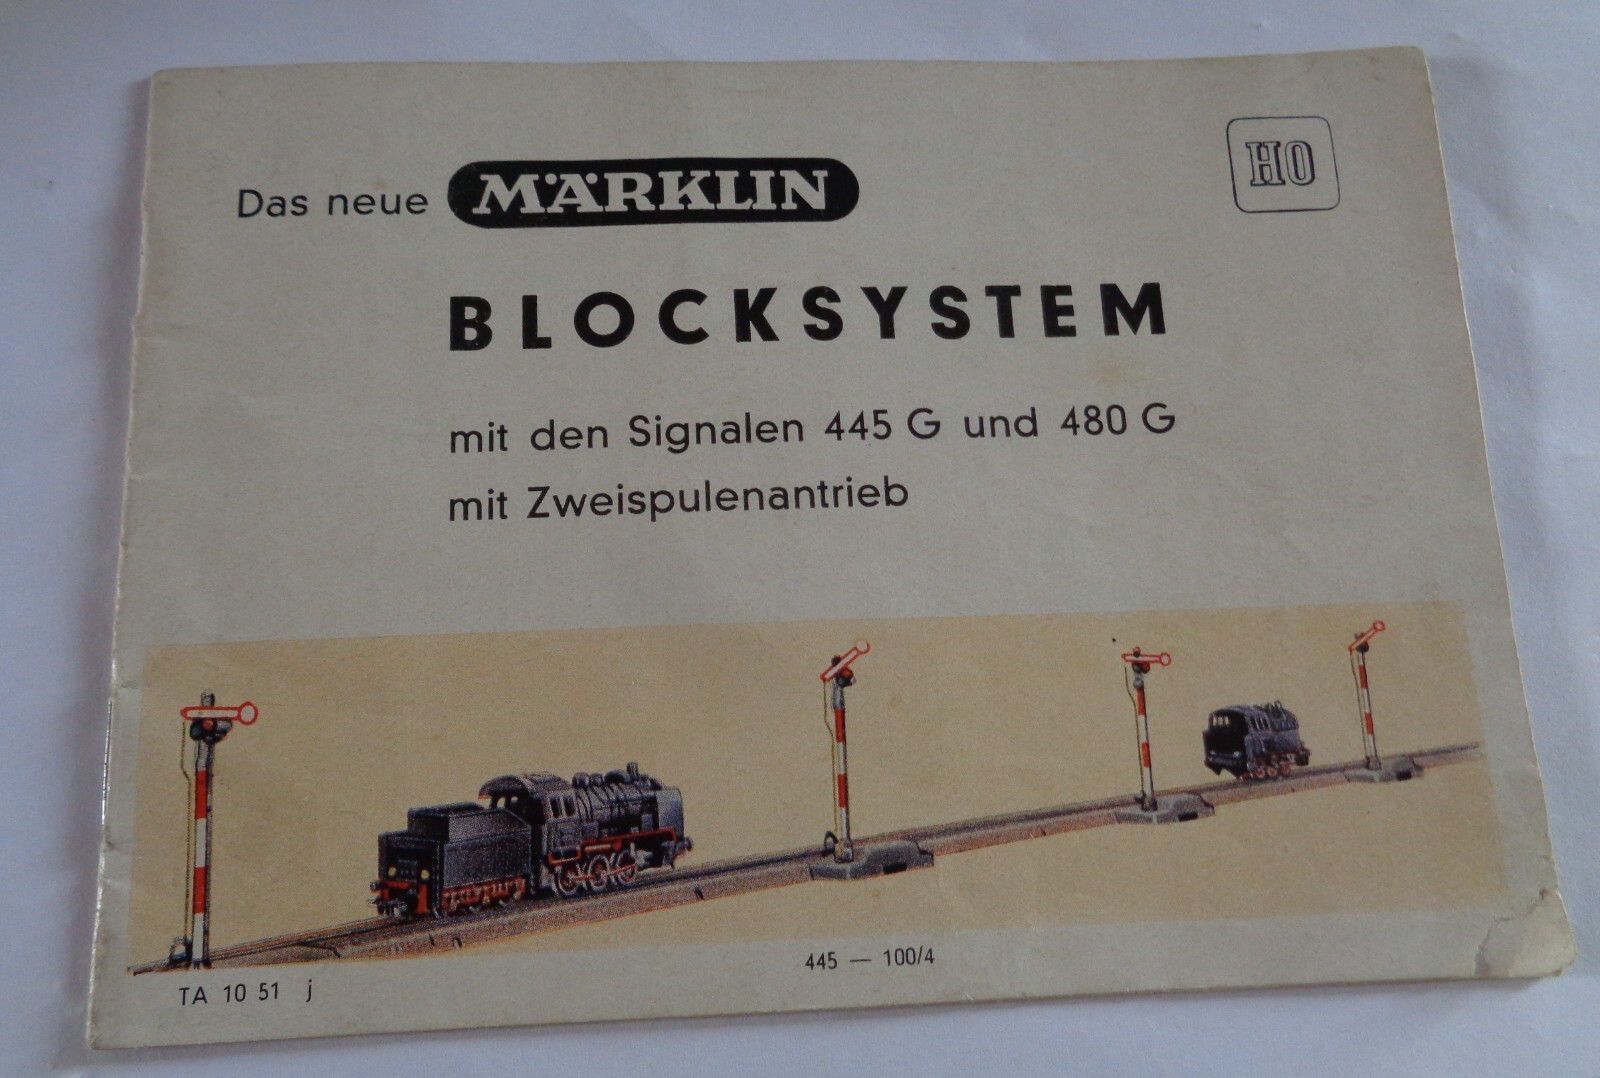 Das neue MÄRKLIN
HO
BLOCKSYSTEM
mit den Signalen 445 G und 480 G
mit Zweispulenantrieb
445 — 100/4
TA 10 51 j